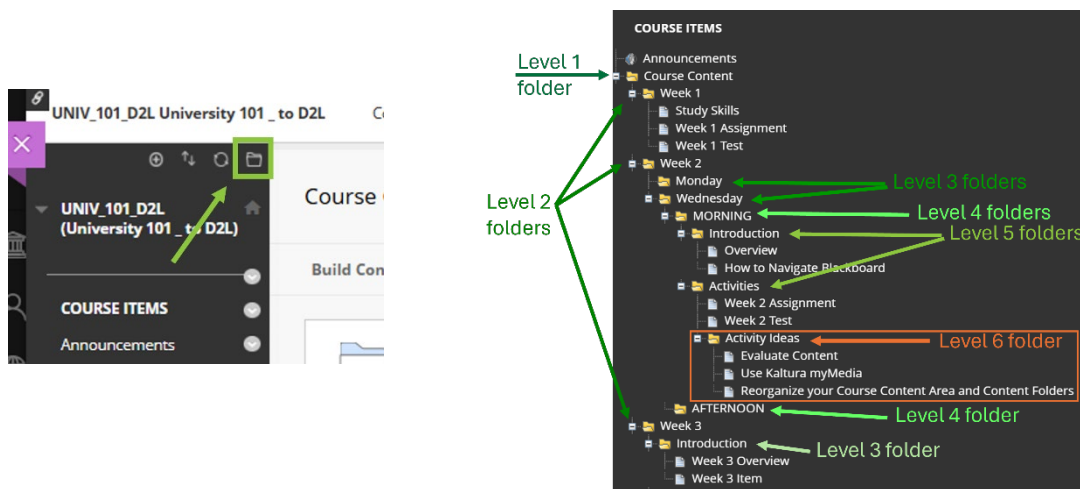 UNIV_101_D2L University 101 _ to D2L
UNIV_101_D2L
(University 101 _ to D2L)
COURSE ITEMS
Announcements
Course
Build Con
Level 1
folder
Level 2
folders
COURSE ITEMS
Announcements
Course Content
Week 1
Study Skills
Week 1 Assignment
Week 1 Test
Week 2
Monday
Level 3 folders
Wednesday
MORNING
Level 4 folders
Introduction
Level 5 folders
Overview
How to Navigate Blackboard
Activities
Week 2 Assignment
Week 2 Test
Activity Ideas
Level 6 folder
Evaluate Content
Use Kaltura myMedia
Reorganize your Course Content Area and Content Folders
AFTERNOON
Level 4 folder
Week 3
Introduction
Level 3 folder
Week 3 Overview
Week 3 Item